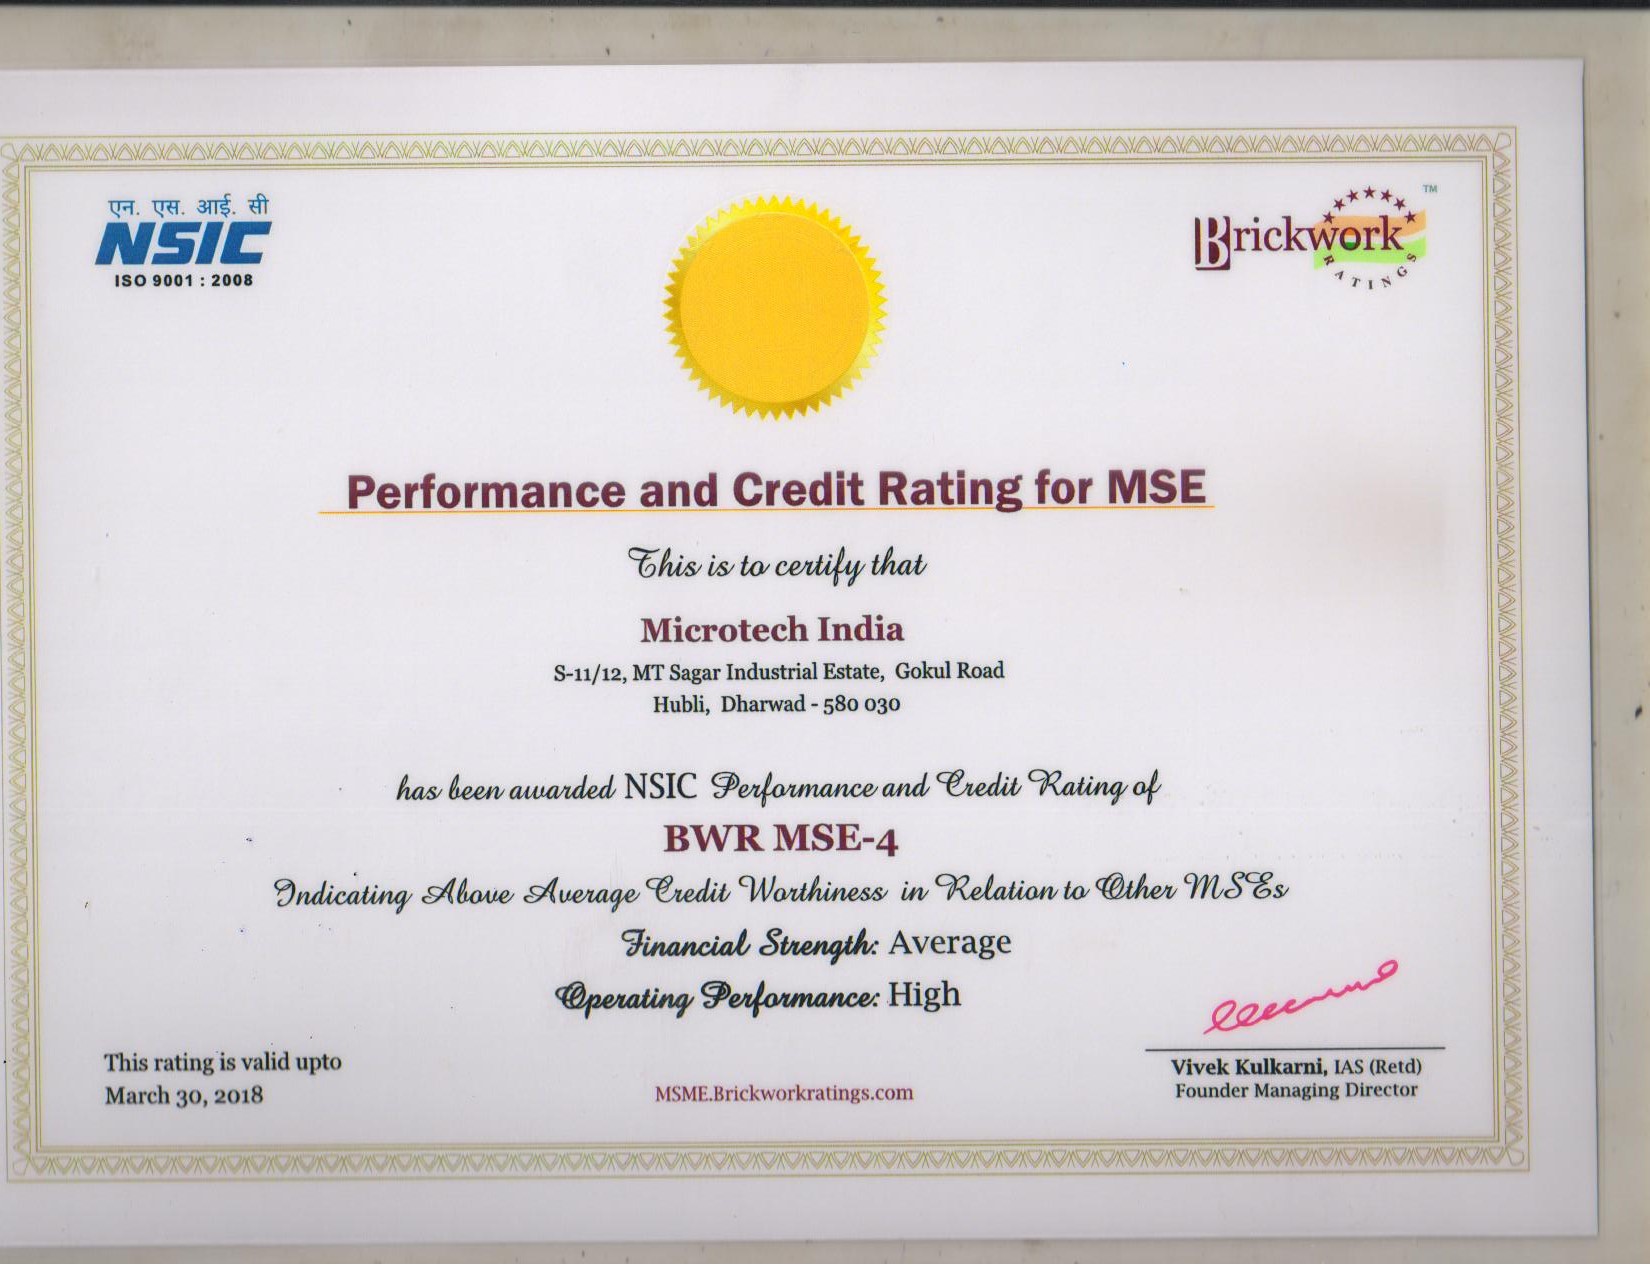 एन. एस. आई. सी
NSIC
ISO 9001 : 2008
Brickwork TM
RATINGS
Performance and Credit Rating for MSE
This is to certify that
Microtech India
S-11/12, MT Sagar Industrial Estate, Gokul Road
Hubli, Dharwad - 580 030
has been awarded NSIC Performance and Credit Rating of
BWR MSE-4
Indicating Above Average Credit Worthiness in Relation to Other MSEs
Financial Strength: Average
Operating Performance: High
This rating is valid upto
March 30, 2018
MSME.Brickworkratings.com
Vivek Kulkarni, IAS (Retd)
Founder Managing Director